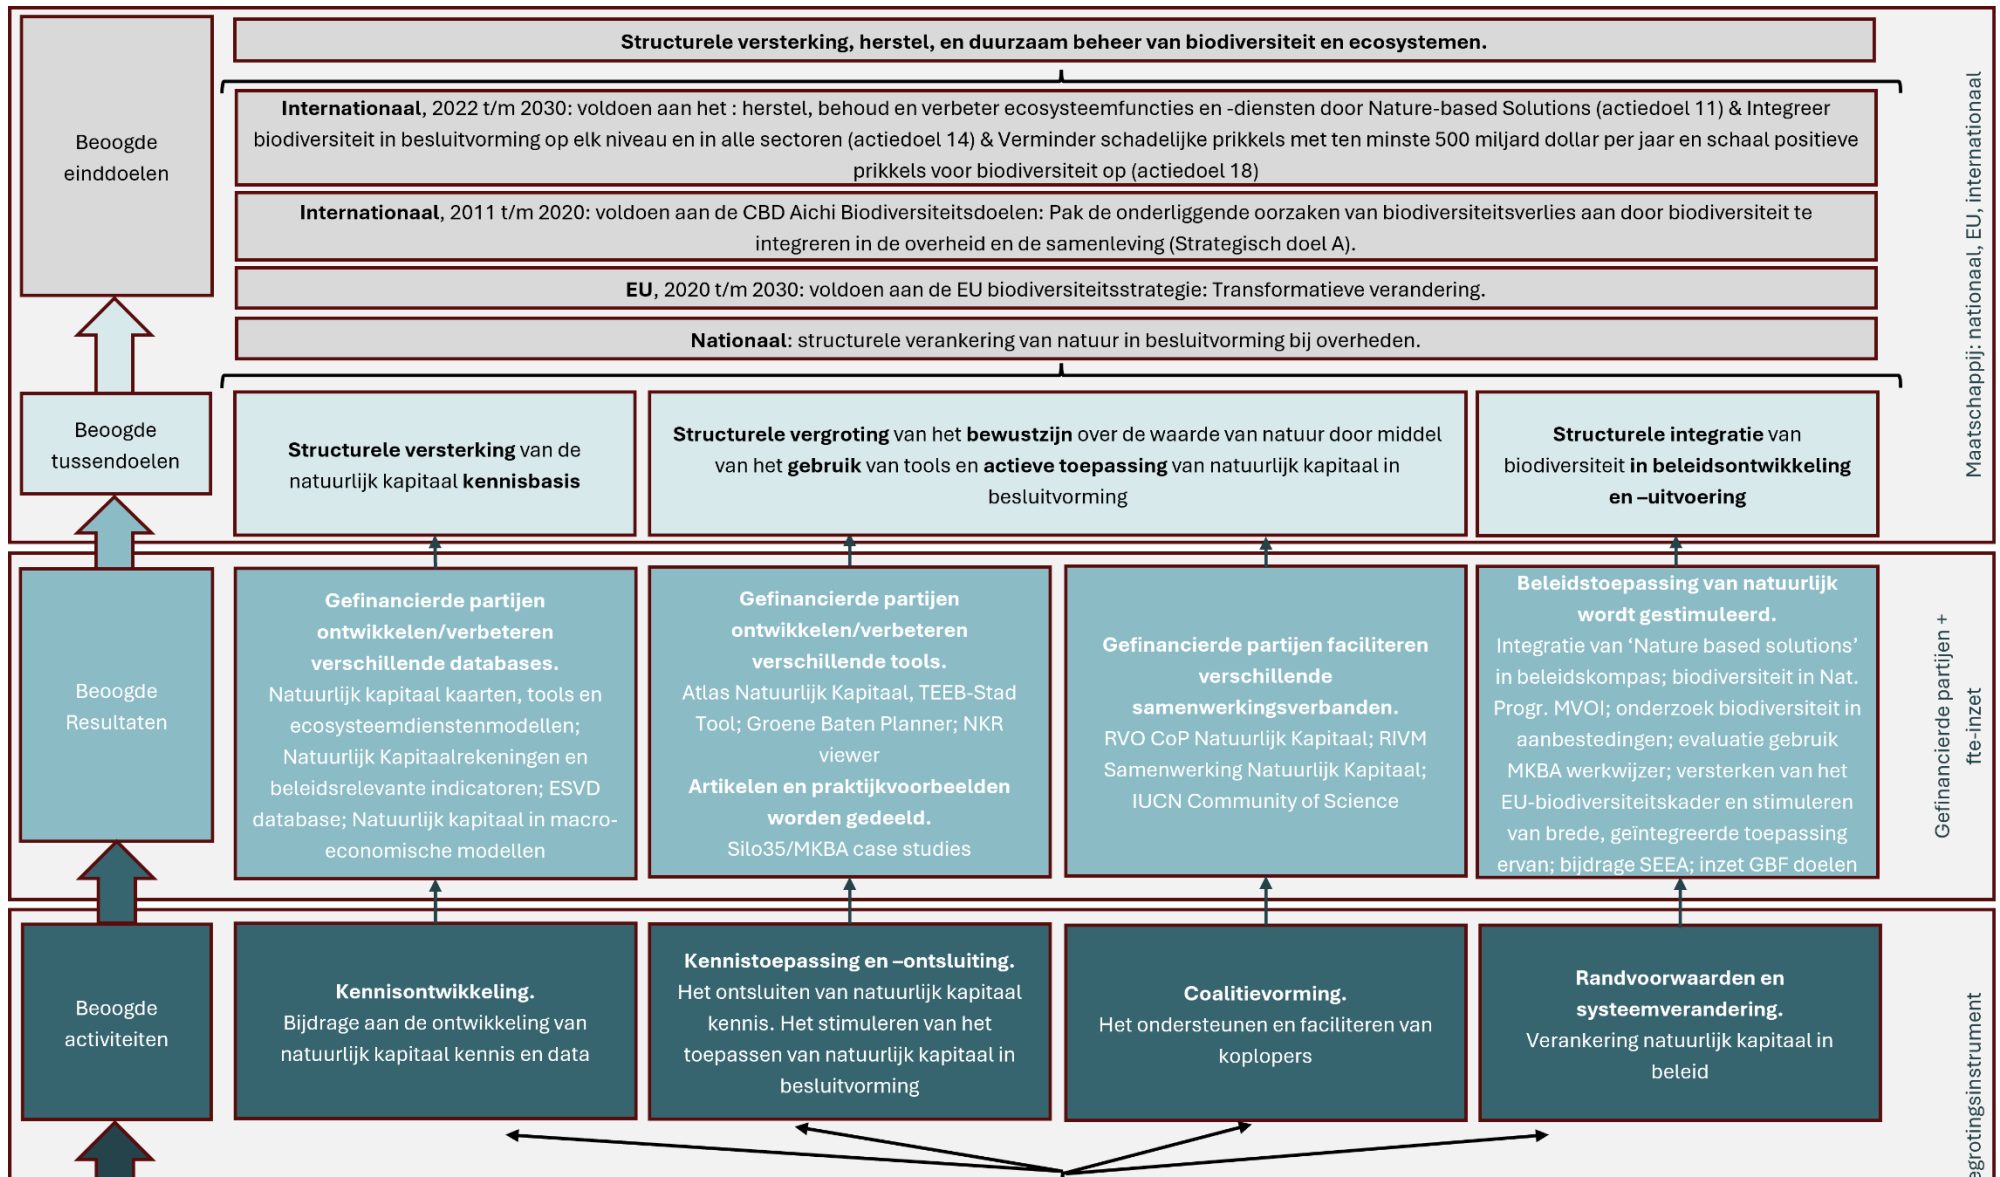 Structurele versterking, herstel, en duurzaam beheer van biodiversiteit en ecosystemen.
Beoogde
einddoelen
Internationaal, 2022 t/m 2030: voldoen aan het : herstel, behoud en verbeter ecosysteemfuncties en -diensten door Nature-based Solutions (actiedoel 11) & Integreer
biodiversiteit in besluitvorming op elk niveau en in alle sectoren (actiedoel 14) & Verminder schadelijke prikkels met ten minste 500 miljard dollar per jaar en schaal positieve
prikkels voor biodiversiteit op (actiedoel 18)
Internationaal, 2011 t/m 2020: voldoen aan de CBD Aichi Biodiversiteitsdoelen: Pak de onderliggende oorzaken van biodiversiteitsverlies aan door biodiversiteit te
integreren in de overheid en de samenleving (Strategisch doel A).
EU, 2020 t/m 2030: voldoen aan de EU biodiversiteitsstrategie: Transformatieve verandering.
Nationaal: structurele verankering van natuur in besluitvorming bij overheden.
Maatschappij: nationaal, EU, internationaal
Beoogde
tussendoelen
Structurele versterking van de
natuurlijk kapitaal kennisbasis
Structurele vergroting van het bewustzijn over de waarde van natuur door middel
van het gebruik van tools en actieve toepassing van natuurlijk kapitaal in
besluitvorming
Structurele integratie van
biodiversiteit in beleidsontwikkeling
en –uitvoering
Beoogde
Resultaten
Gefinancierde partijen
ontwikkelen/verbeteren
verschillende databases.
Natuurlijk kapitaal kaarten, tools en
ecosysteemdienstenmodellen;
Natuurlijk Kapitaalrekeningen en
beleidsrelevante indicatoren; ESVD
database; Natuurlijk kapitaal in macro-
economische modellen
Gefinancierde partijen
ontwikkelen/verbeteren
verschillende tools.
Atlas Natuurlijk Kapitaal, TEEB-Stad
Tool; Groene Baten Planner; NKR
viewer
Artikelen en praktijkvoorbeelden
worden gedeeld.
Silo35/MKBA case studies
Gefinancierde partijen faciliteren
verschillende
samenwerkingsverbanden.
RVO CoP Natuurlijk Kapitaal; RIVM
Samenwerking Natuurlijk Kapitaal;
IUCN Community of Science
Beleidstoepassing van natuurlijk
wordt gestimuleerd.
Integratie van ‘Nature based solutions’
in beleidskompas; biodiversiteit in Nat.
Progr. MVOI; onderzoek biodiversiteit in
aanbestedingen; evaluatie gebruik
MKBA werkwijzer; versterken van het
EU-biodiversiteitskader en stimuleren
van brede, geïntegreerde toepassing
ervan; bijdrage SEEA; inzet GBF doelen
Gefinancierde partijen +
fte-inzet
Beoogde
activiteiten
Kennisontwikkeling.
Bijdrage aan de ontwikkeling van
natuurlijk kapitaal kennis en data
Kennistoepassing en –ontsluiting.
Het ontsluiten van natuurlijk kapitaal
kennis. Het stimuleren van het
toepassen van natuurlijk kapitaal in
besluitvorming
Coalitievorming.
Het ondersteunen en faciliteren van
koplopers
Randvoorwaarden en
systeemverandering.
Verankering natuurlijk kapitaal in
beleid
egrotingsinstrument